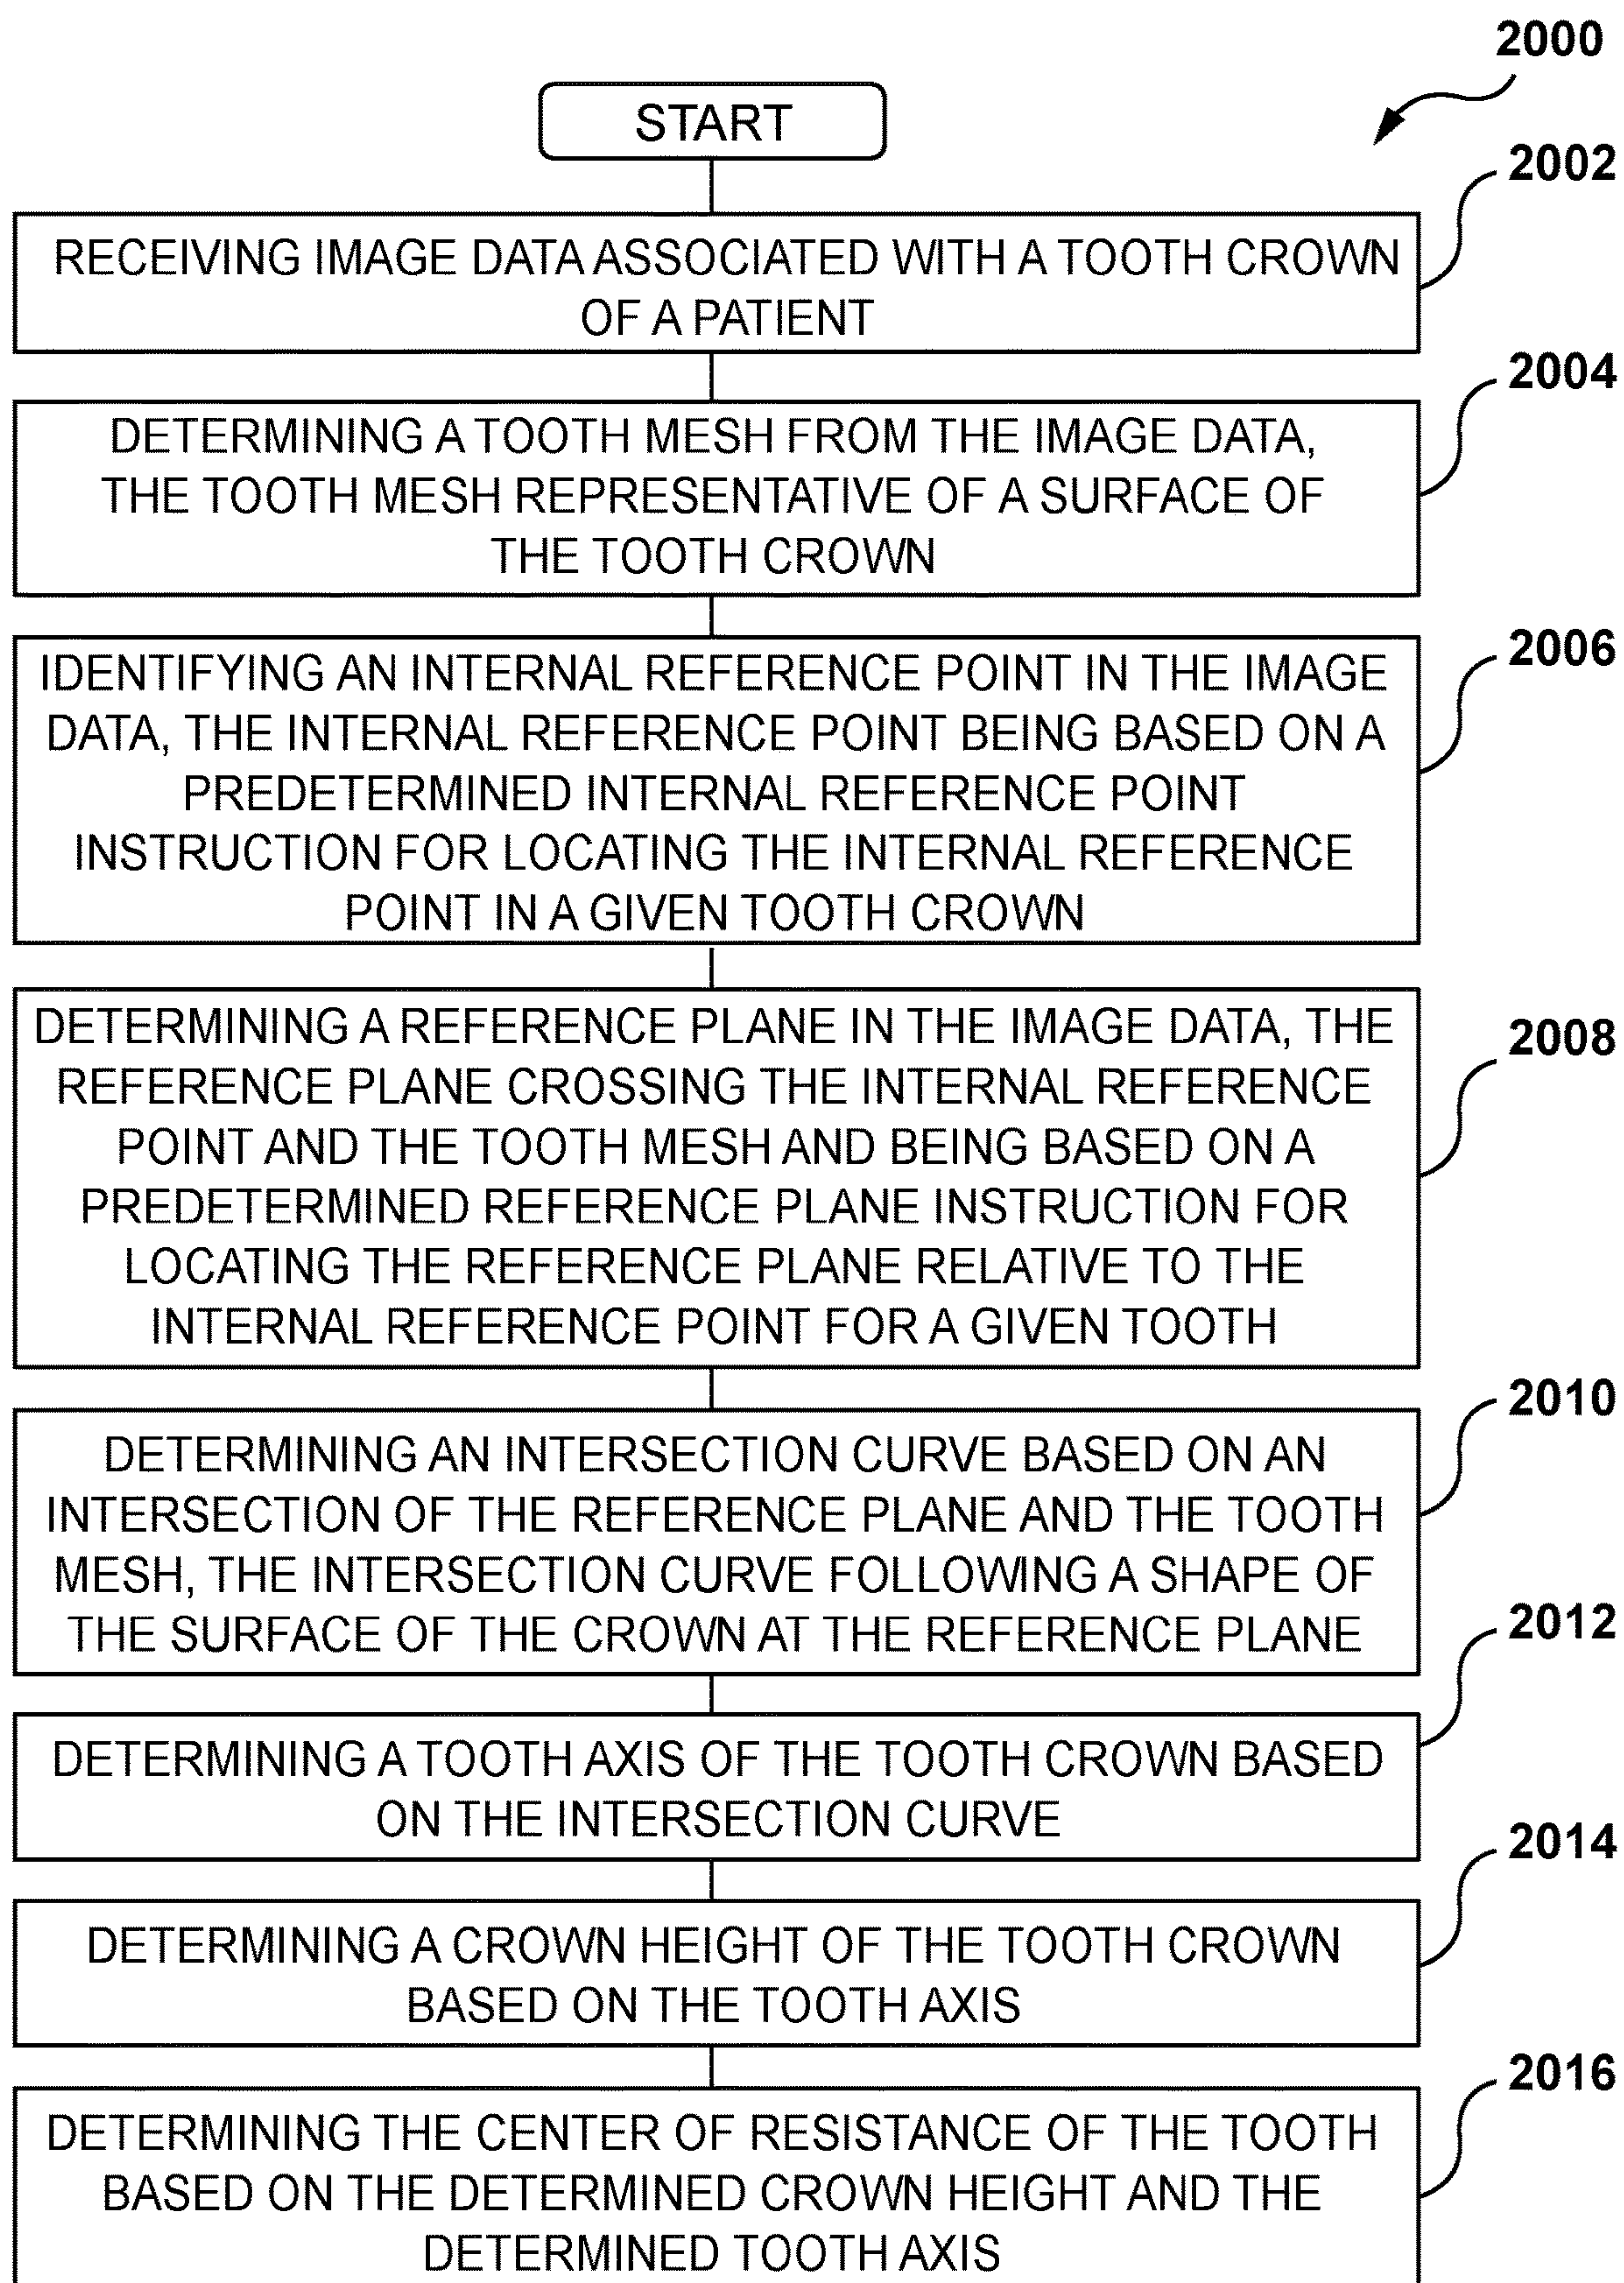 2000
START
2002
RECEIVING IMAGE DATA ASSOCIATED WITH A TOOTH CROWN
OF A PATIENT
2004
DETERMINING A TOOTH MESH FROM THE IMAGE DATA,
THE TOOTH MESH REPRESENTATIVE OF A SURFACE OF
THE TOOTH CROWN
2006
IDENTIFYING AN INTERNAL REFERENCE POINT IN THE IMAGE
DATA, THE INTERNAL REFERENCE POINT BEING BASED ON A
PREDETERMINED INTERNAL REFERENCE POINT
INSTRUCTION FOR LOCATING THE INTERNAL REFERENCE
POINT IN A GIVEN TOOTH CROWN
2008
DETERMINING A REFERENCE PLANE IN THE IMAGE DATA, THE
REFERENCE PLANE CROSSING THE INTERNAL REFERENCE
POINT AND THE TOOTH MESH AND BEING BASED ON A
PREDETERMINED REFERENCE PLANE INSTRUCTION FOR
LOCATING THE REFERENCE PLANE RELATIVE TO THE
INTERNAL REFERENCE POINT FOR A GIVEN TOOTH
2010
DETERMINING AN INTERSECTION CURVE BASED ON AN
INTERSECTION OF THE REFERENCE PLANE AND THE TOOTH
MESH, THE INTERSECTION CURVE FOLLOWING A SHAPE OF
THE SURFACE OF THE CROWN AT THE REFERENCE PLANE
2012
DETERMINING A TOOTH AXIS OF THE TOOTH CROWN BASED
ON THE INTERSECTION CURVE
2014
DETERMINING A CROWN HEIGHT OF THE TOOTH CROWN
BASED ON THE TOOTH AXIS
2016
DETERMINING THE CENTER OF RESISTANCE OF THE TOOTH
BASED ON THE DETERMINED CROWN HEIGHT AND THE
DETERMINED TOOTH AXIS